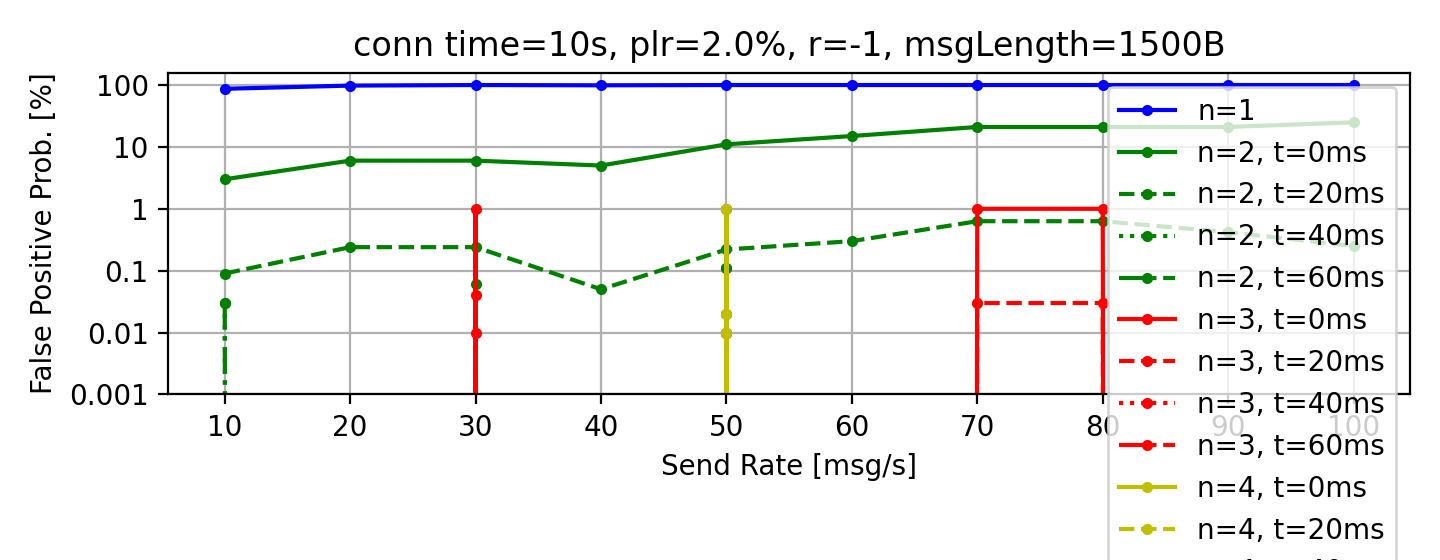 conn time=10s, plr=2.0%, r=-1, msgLength=1500B
False Positive Prob. [%]
100
10
1
0.1
0.01
0.001
10 20 30 40 50 60 70 80 90 100
Send Rate [msg/s]
n=1
n=2, t=0ms
n=2, t=20ms
n=2, t=40ms
n=2, t=60ms
n=3, t=0ms
n=3, t=20ms
n=3, t=40ms
n=3, t=60ms
n=4, t=0ms
n=4, t=20ms